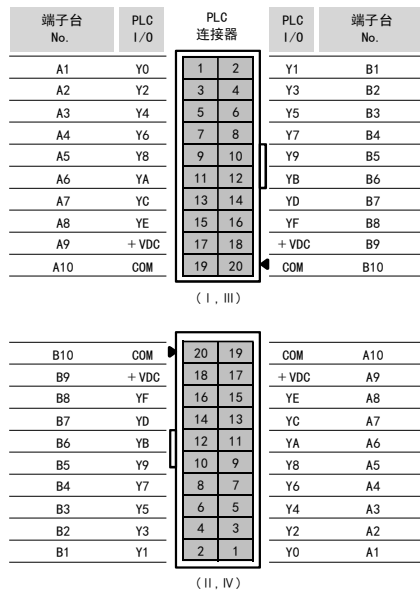 端子台 PLC PLC PLC 端子台
No. I/O 连接器 I/O No.
A1 Y0 1 2 Y1 B1
A2 Y2 3 4 Y3 B2
A3 Y4 5 6 Y5 B3
A4 Y6 7 8 Y7 B4
A5 Y8 9 10 Y9 B5
A6 YA 11 12 YB B6
A7 YC 13 14 YD B7
A8 YE 15 16 YF B8
A9 +VDC 17 18 +VDC B9
A10 COM 19 20 COM B10
(I, III)
B10 COM 20 19 COM A10
B9 +VDC 18 17 +VDC A9
B8 YF 16 15 YE A8
B7 YD 14 13 YC A7
B6 YB 12 11 YA A6
B5 Y9 10 9 Y8 A5
B4 Y7 8 7 Y6 A4
B3 Y5 6 5 Y4 A3
B2 Y3 4 3 Y2 A2
B1 Y1 2 1 Y0 A1
(II, IV)